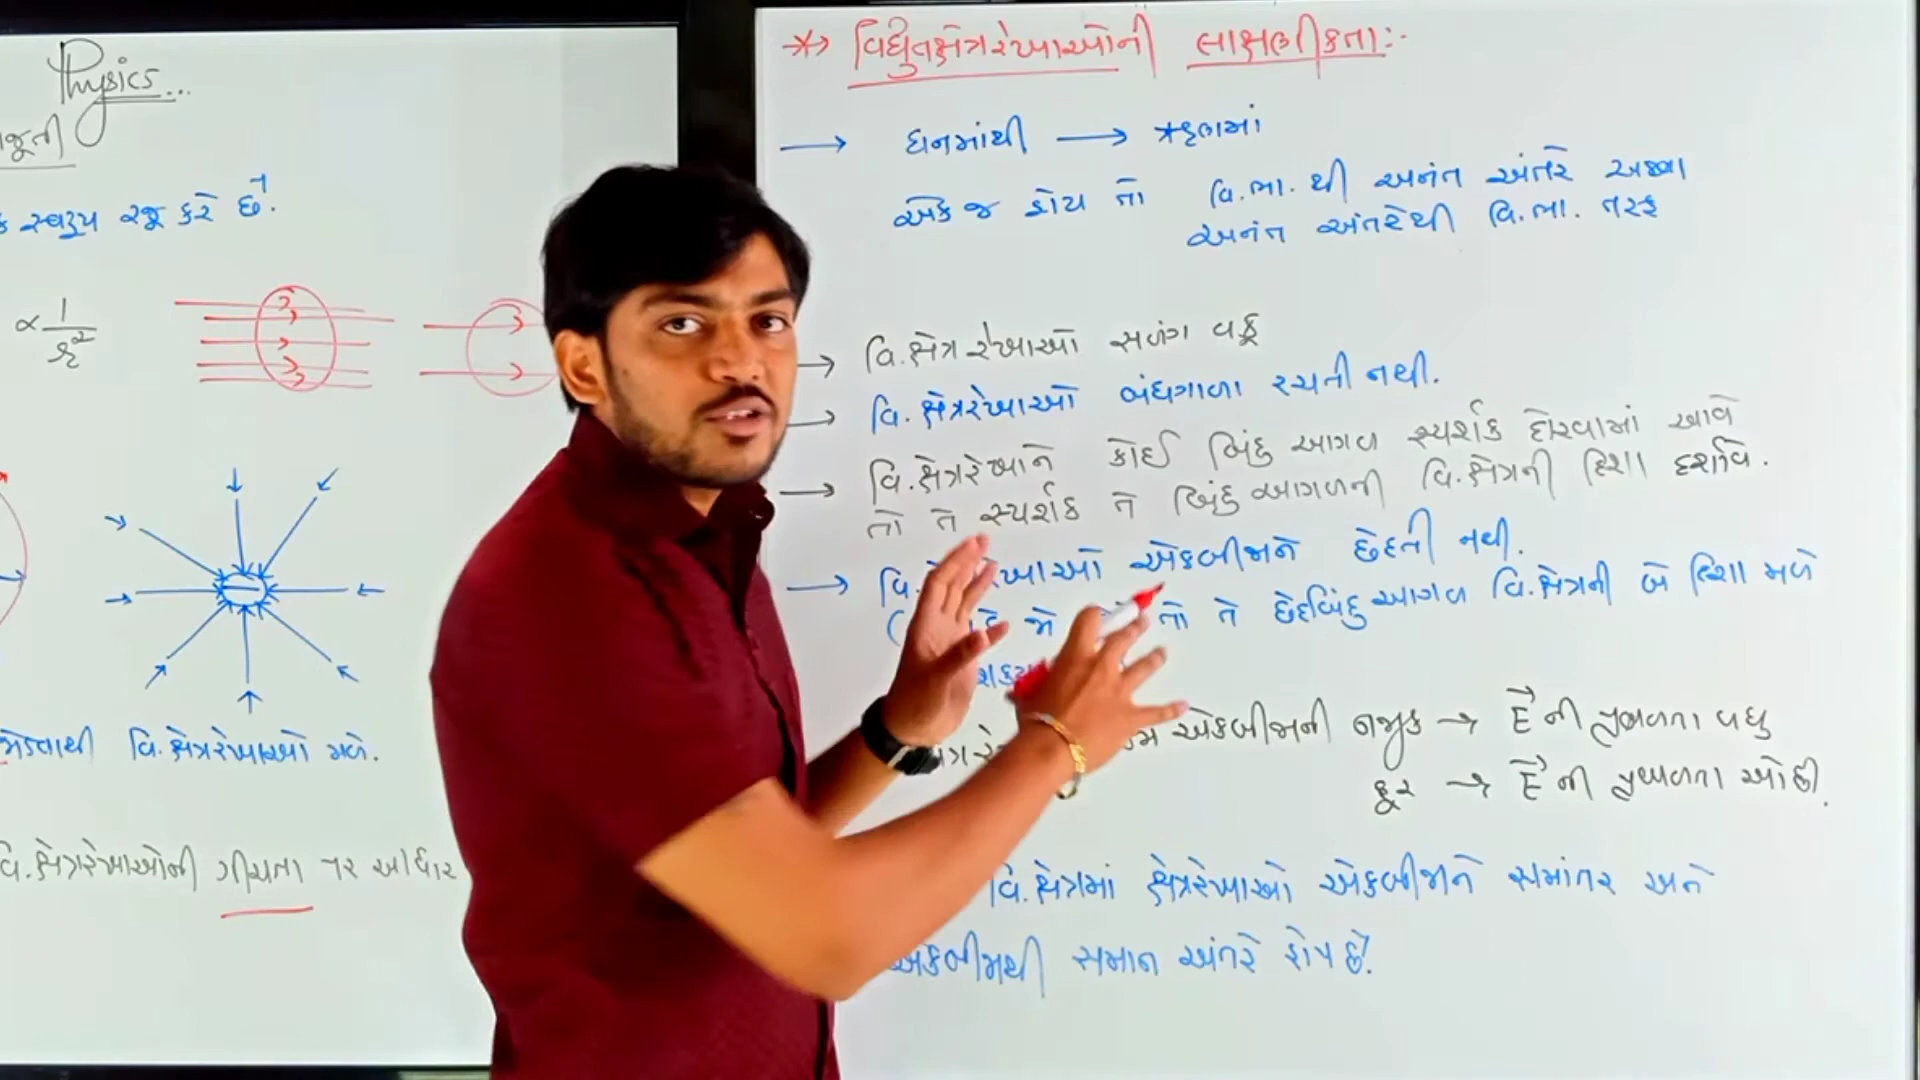 Physics...
જૂતી
સ્વરૂપ રજૂ કરે છે.
∝ 1/r²
વિ.ક્ષેત્રરેખાઓ મળે.
વિ.ક્ષેત્રરેખાઓની ગીચતા પર આધાર
* વિદ્યુતક્ષેત્રરેખાઓની લાક્ષણીકતા:-
→ ધનમાંથી → ઋણમાં
એક જ હોય તો વિ.ભા. થી અનંત અંતરે અથવા
અનંત અંતરેથી વિ.ભા. તરફ
→ વિ.ક્ષેત્ર રેખાઓ સળંગ વક્ર
→ વિ.ક્ષેત્રરેખાઓ બંધગાળા રચતી નથી.
→ વિ.ક્ષેત્રરેખાને કોઈ બિંદુ આગળ સ્પર્શક દોરવામાં આવે
તો તે સ્પર્શક તે બિંદુ આગળની વિ.ક્ષેત્રની દિશા દર્શાવે.
→ વિ. રેખાઓ એકબીજાને છેદતી નથી.
જો તો તે છેદબિંદુ આગળ વિ.ક્ષેત્રની બે દિશા મળે
એકબીજાની નજીક → E⃗ ની પ્રબળતા વધુ
દૂર → E⃗ ની પ્રબળતા ઓછી.
વિ.ક્ષેત્રમાં ક્ષેત્રરેખાઓ એકબીજાને સમાંતર અને
એકબીજાથી સમાન અંતરે હોય છે.